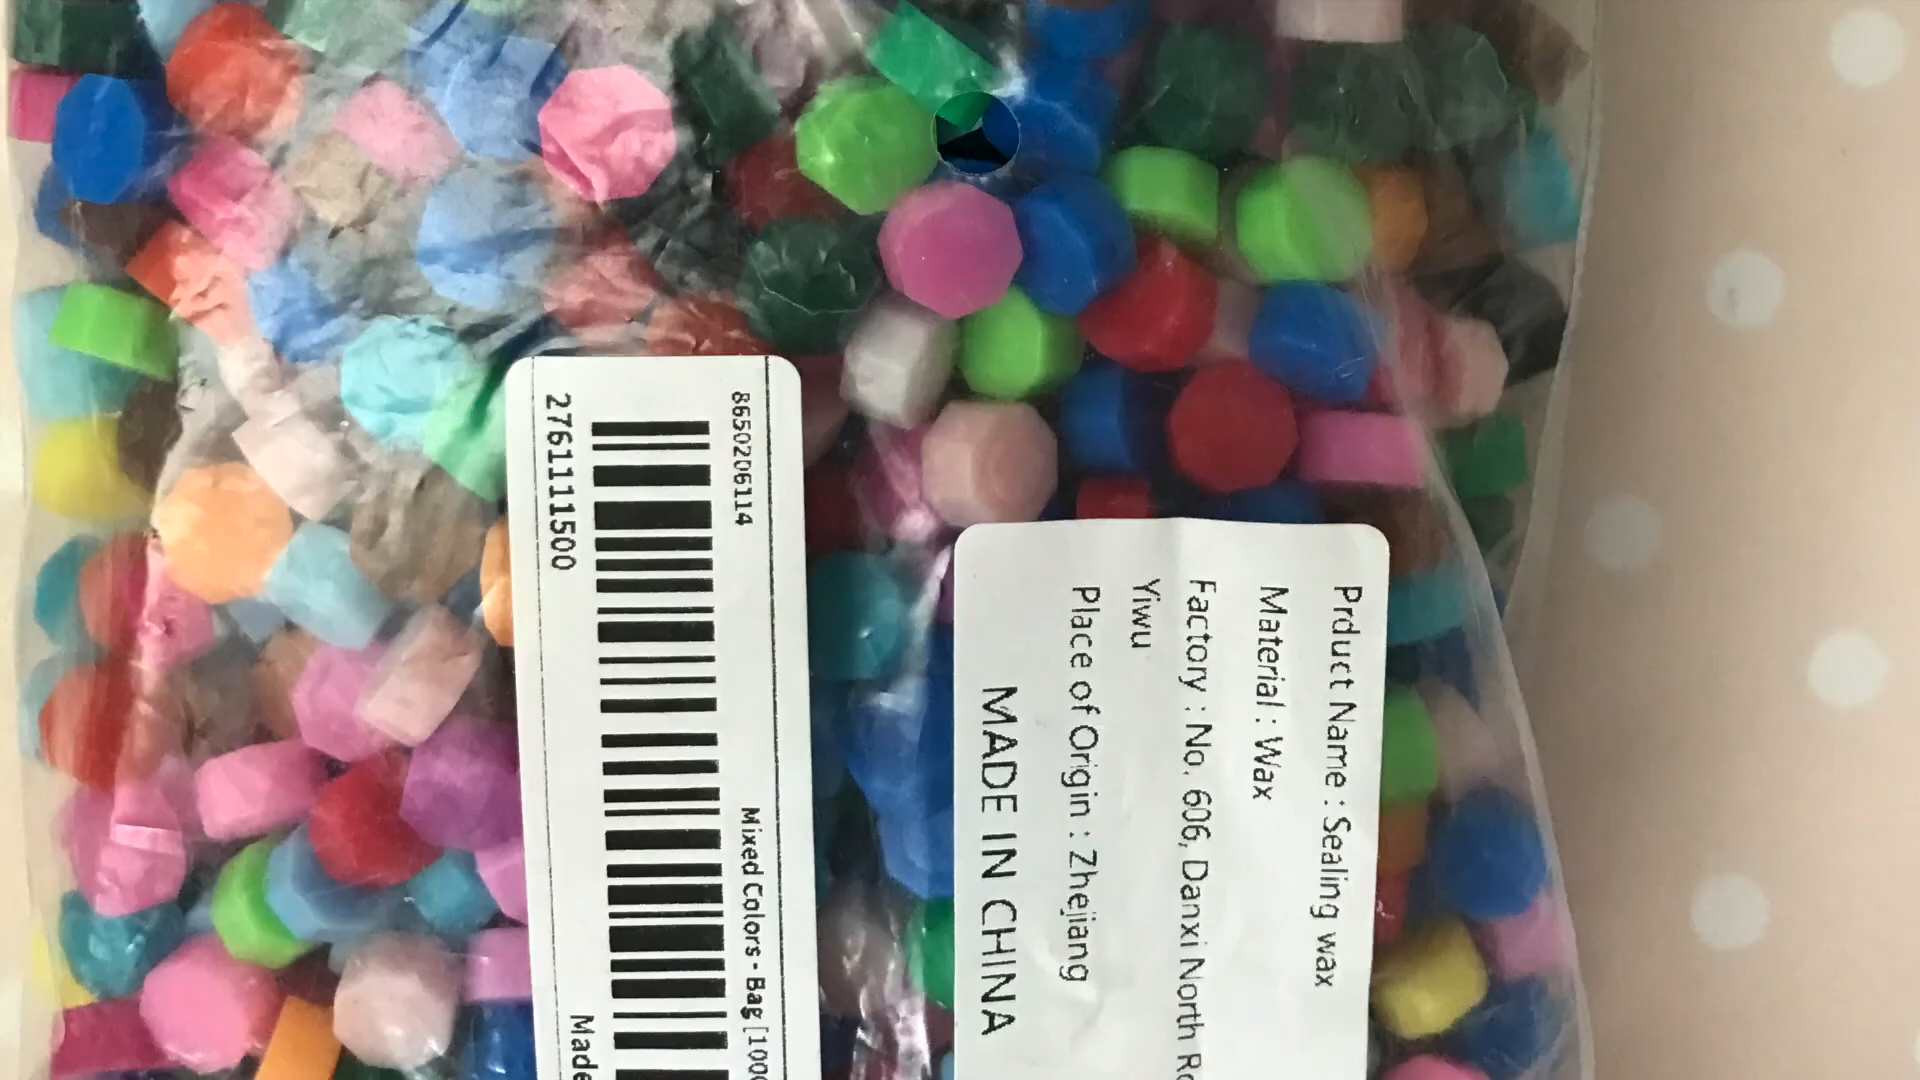 8650206114
Mixed Colors - Bag [100
2761111500
Made
Prduct Name : Sealing wax
Material : Wax
Factory : No. 606, Danxi North
Yiwu
Place of Origin : Zhejiang
MADE IN CHINA